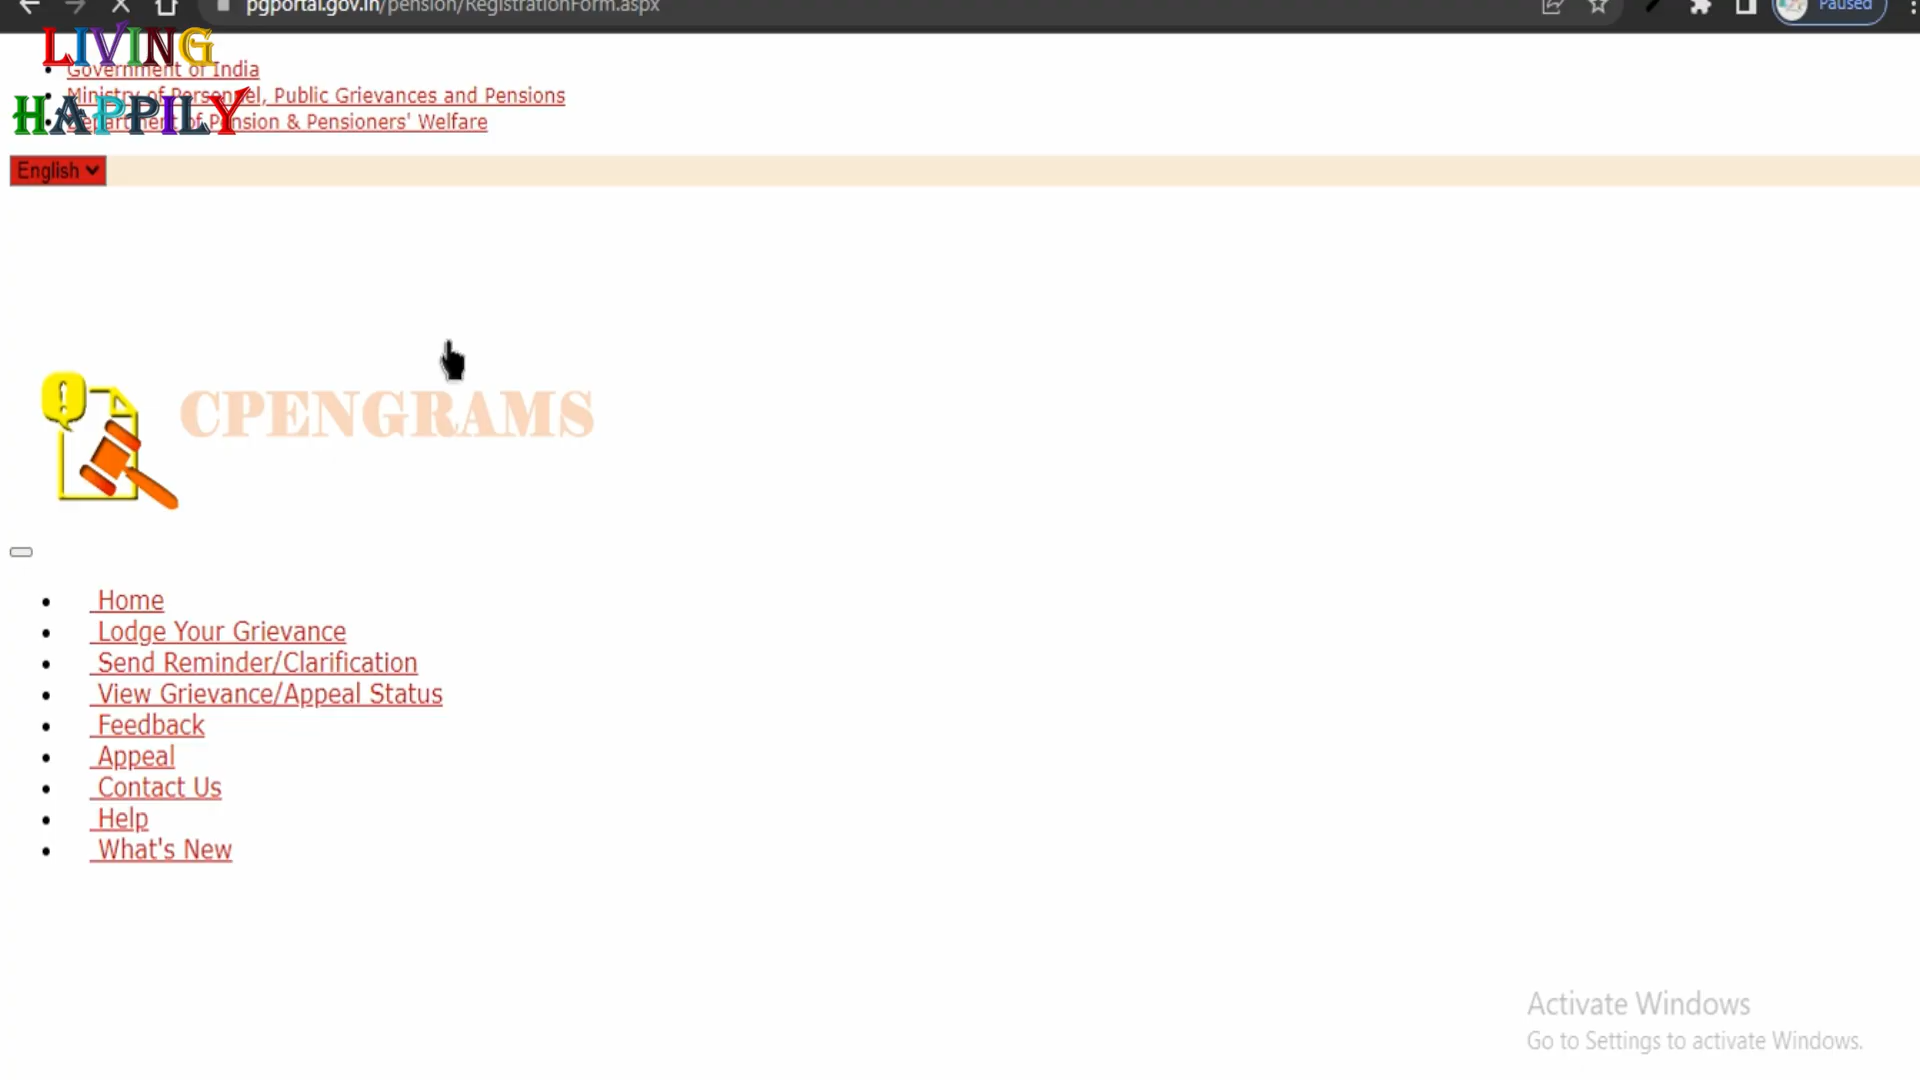 pgportal.gov.in/pension/RegistrationForm.aspx
Paused
LIVING
HAPPILY
Government of India
Ministry of Personnel, Public Grievances and Pensions
Department of Pension & Pensioners' Welfare
English
CPENGRAMS
Home
Lodge Your Grievance
Send Reminder/Clarification
View Grievance/Appeal Status
Feedback
Appeal
Contact Us
Help
What's New
Activate Windows
Go to Settings to activate Windows.